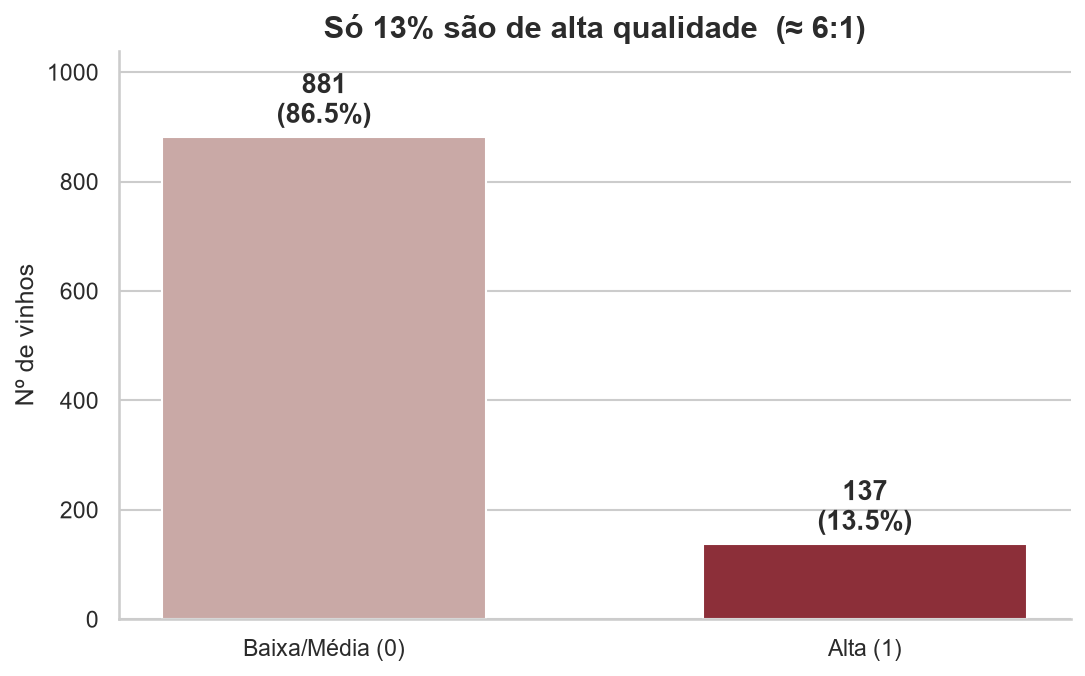 Só 13% são de alta qualidade  (≈ 6:1)
1000
881
(86.5%)
800
600
Nº de vinhos
400
137
(13.5%)
200
0
Baixa/Média (0)
Alta (1)